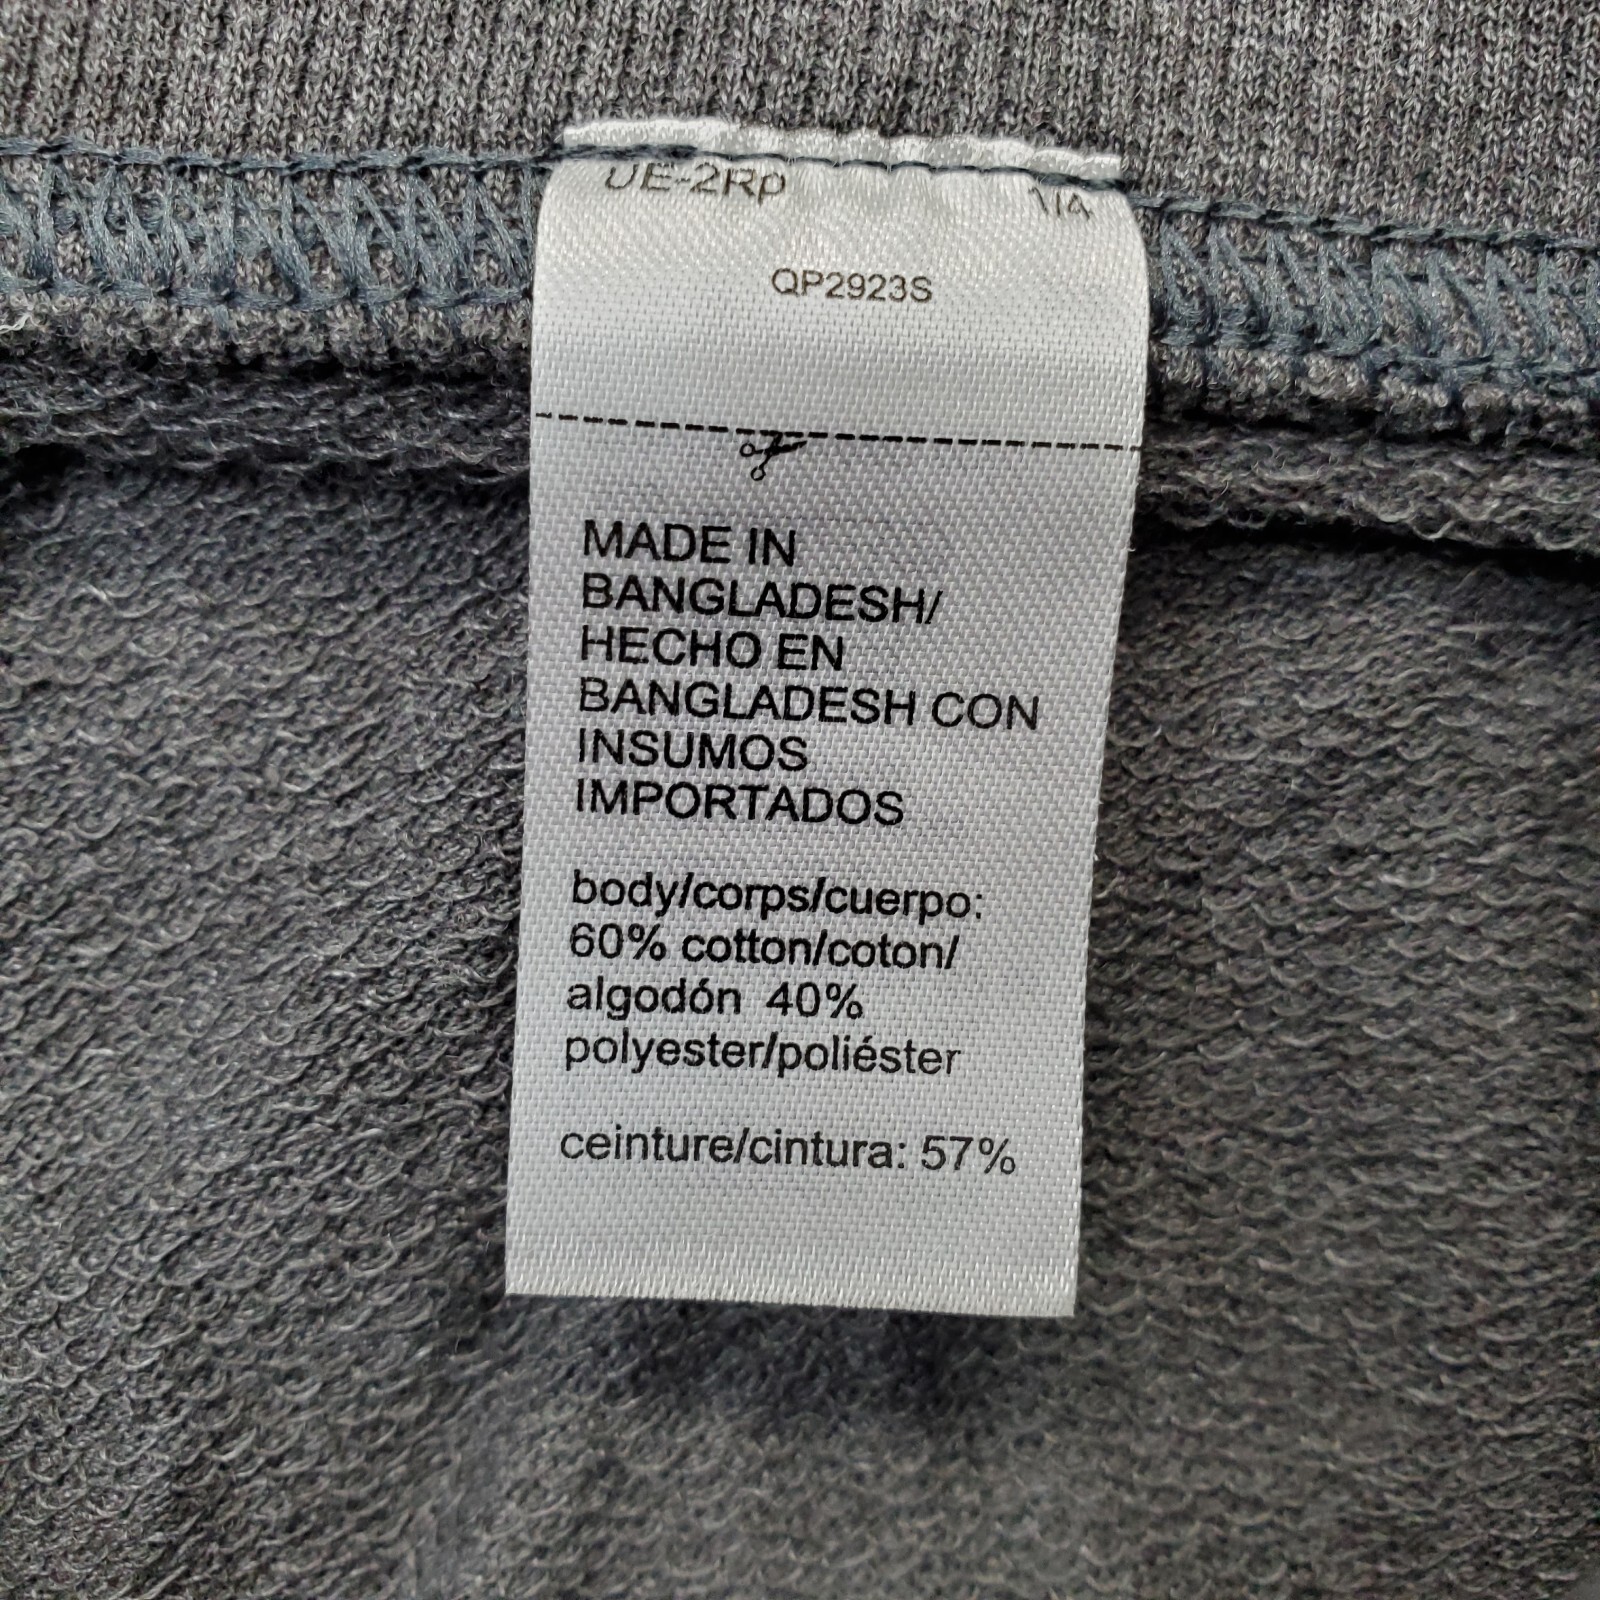 UE-2Rp 1/4
QP2923S
MADE IN
BANGLADESH/
HECHO EN
BANGLADESH CON
INSUMOS
IMPORTADOS
body/corps/cuerpo:
60% cotton/coton/
algodón 40%
polyester/poliéster
ceinture/cintura: 57%